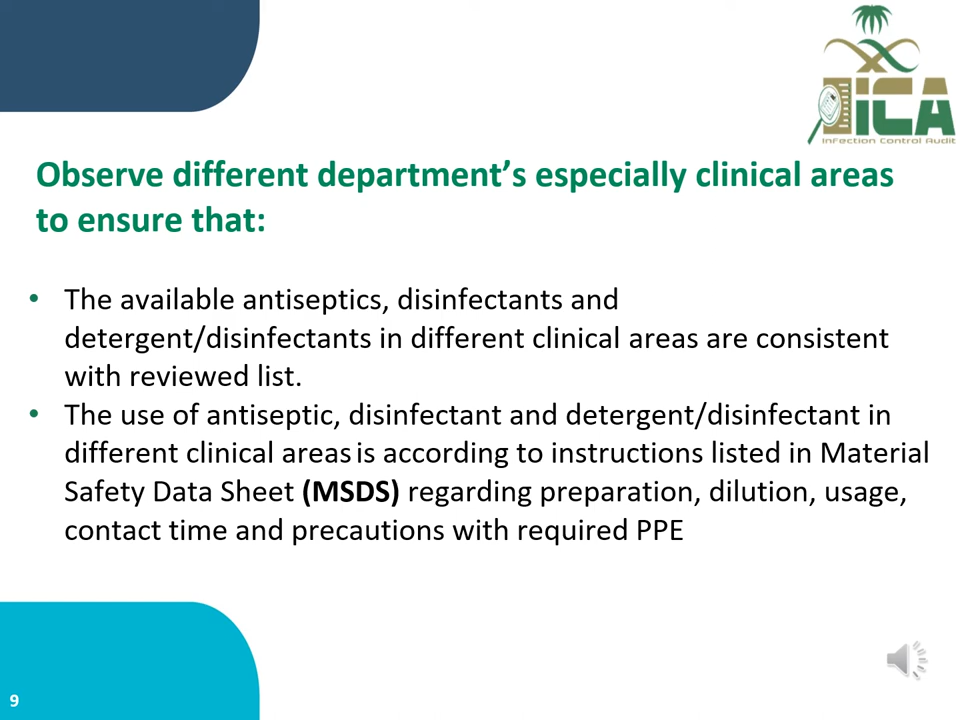 iCA
Infection Control Audit
Observe different department’s especially clinical areas
to ensure that:
• The available antiseptics, disinfectants and
detergent/disinfectants in different clinical areas are consistent
with reviewed list.
• The use of antiseptic, disinfectant and detergent/disinfectant in
different clinical areas is according to instructions listed in Material
Safety Data Sheet (MSDS) regarding preparation, dilution, usage,
contact time and precautions with required PPE
9